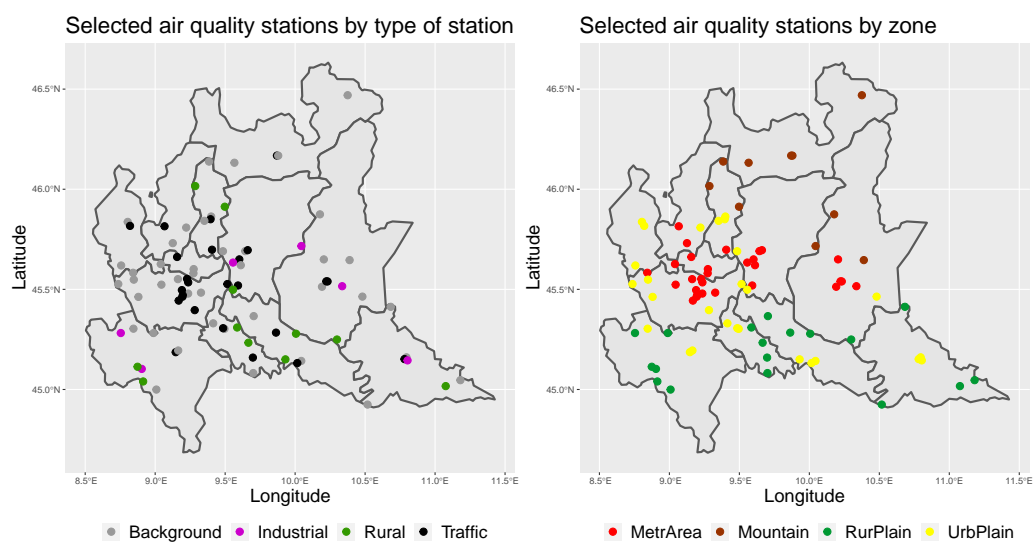 Selected air quality stations by type of station
46.5°N
46.0°N
45.5°N
45.0°N
Latitude
8.5°E 9.0°E 9.5°E 10.0°E 10.5°E 11.0°E 11.5°E
Longitude
Background Industrial Rural Traffic
Selected air quality stations by zone
46.5°N
46.0°N
45.5°N
45.0°N
Latitude
8.5°E 9.0°E 9.5°E 10.0°E 10.5°E 11.0°E 11.5°E
Longitude
MetrArea Mountain RurPlain UrbPlain